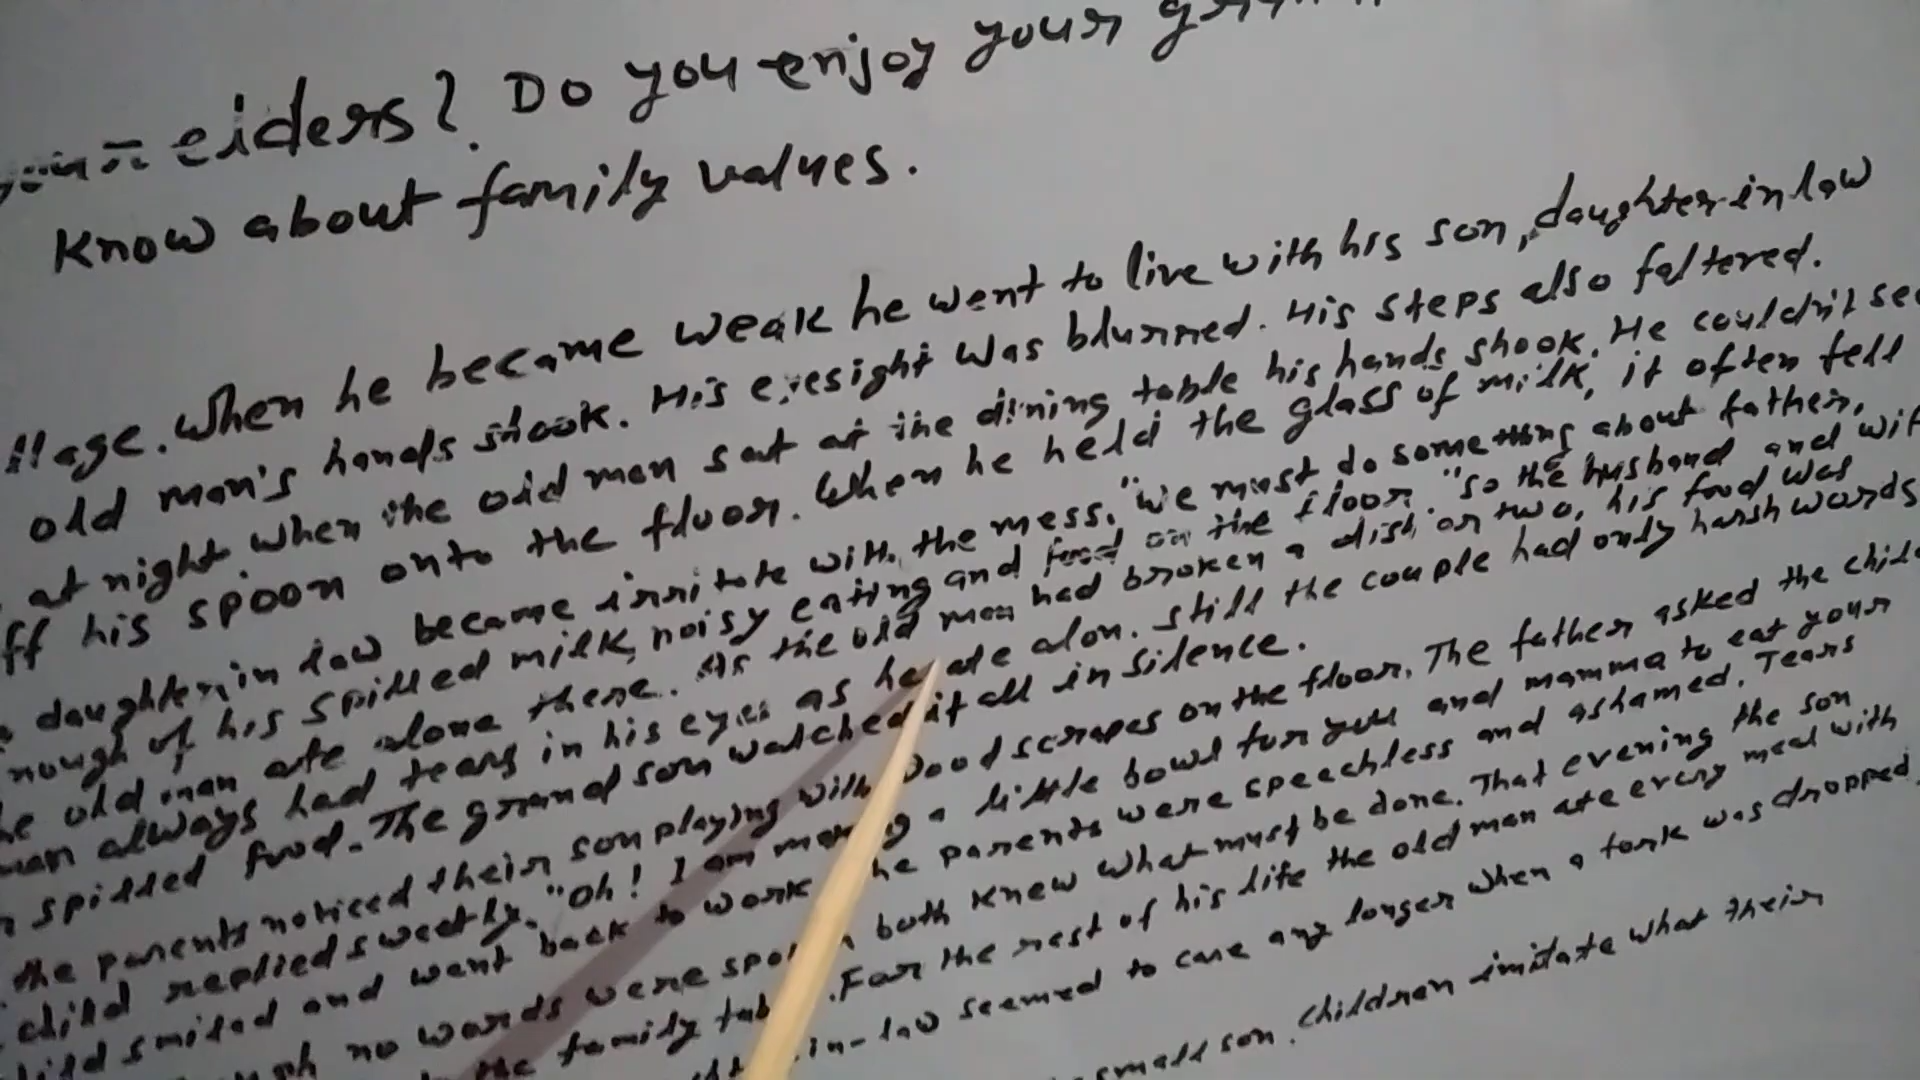 eiders? Do you enjoy your
Know about family values.
llage. When he became weak he went to live with his son, daughter-in law
old man's hands shook. His eyesight was blurred. His steps also faltered.
at night when the old man sat at the dining table his hands shook. He couldn't see
ff his spoon onto the floor. When he held the glass of milk, it often fell
daughter in law became irritate with the mess. "we must do something about father,
nough of his spilled milk, noisy eating and food on the floor." so the husband and wif
he old man ate alone there. As the old man had broken a dish or two, his food was
man always had tears in his eyes as he ate alon. still the couple had only harsh words
spilled food. The grand son watched it all in silence.
the parents noticed their son playing with scrapes on the floor. The father asked the child
child replied sweetly. "Oh! I am a little bowl for you and mamma to eat your
hild smiled and went back to work he parents were speechless and ashamed. Tears
no words were spo both knew what must be done. That evening the son
the family tab . For the rest of his life the old man ate every meal with
in-law seemed to care any longer when a fork was dropped,
small son. children imitate what their